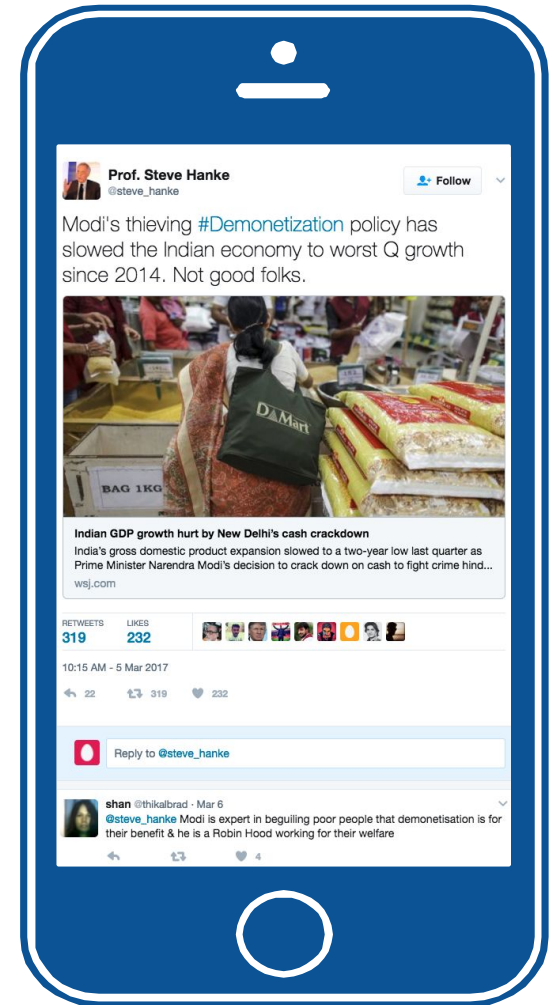 Prof. Steve Hanke
@steve_hanke
Follow
Modi's thieving #Demonetization policy has
slowed the Indian economy to worst Q growth
since 2014. Not good folks.
D Mart
BAG 1KG
Indian GDP growth hurt by New Delhi's cash crackdown
India's gross domestic product expansion slowed to a two-year low last quarter as
Prime Minister Narendra Modi's decision to crack down on cash to fight crime hind...
wsj.com
RETWEETS LIKES
319 232
10:15 AM - 5 Mar 2017
22 319 232
Reply to @steve_hanke
shan @thikalbrad · Mar 6
@steve_hanke Modi is expert in beguiling poor people that demonetisation is for
their benefit & he is a Robin Hood working for their welfare
4